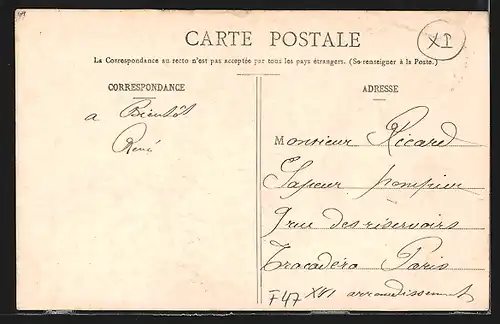 CARTE POSTALE
XI
La Correspondance au recto n'est pas acceptée par tous les pays étrangers. (Se renseigner à la Poste.)
CORRESPONDANCE
ADRESSE
a Bientôt
René
Monsieur Ricard
Sapeur pompier
9 rue des réservoirs
Trocadéro Paris
XVI arrondissement
F47